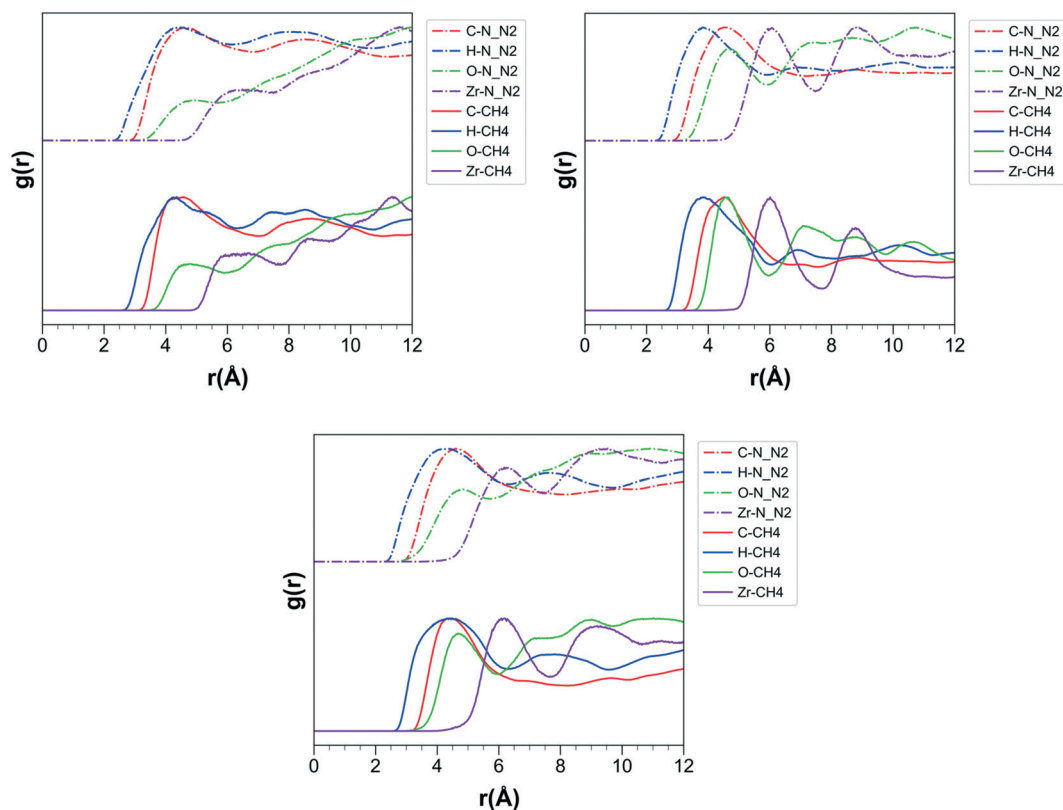 g(r)
0 2 4 6 8 10 12
r(Å)
C-N_N2
H-N_N2
O-N_N2
Zr-N_N2
C-CH4
H-CH4
O-CH4
Zr-CH4
g(r)
0 2 4 6 8 10 12
r(Å)
C-N_N2
H-N_N2
O-N_N2
Zr-N_N2
C-CH4
H-CH4
O-CH4
Zr-CH4
g(r)
0 2 4 6 8 10 12
r(Å)
C-N_N2
H-N_N2
O-N_N2
Zr-N_N2
C-CH4
H-CH4
O-CH4
Zr-CH4